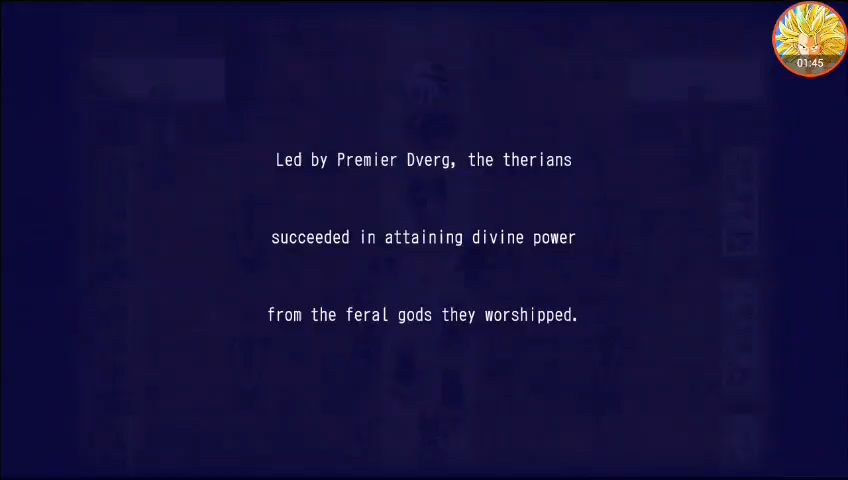 01:45
Led by Premier Dverg, the therians
succeeded in attaining divine power
from the feral gods they worshipped.